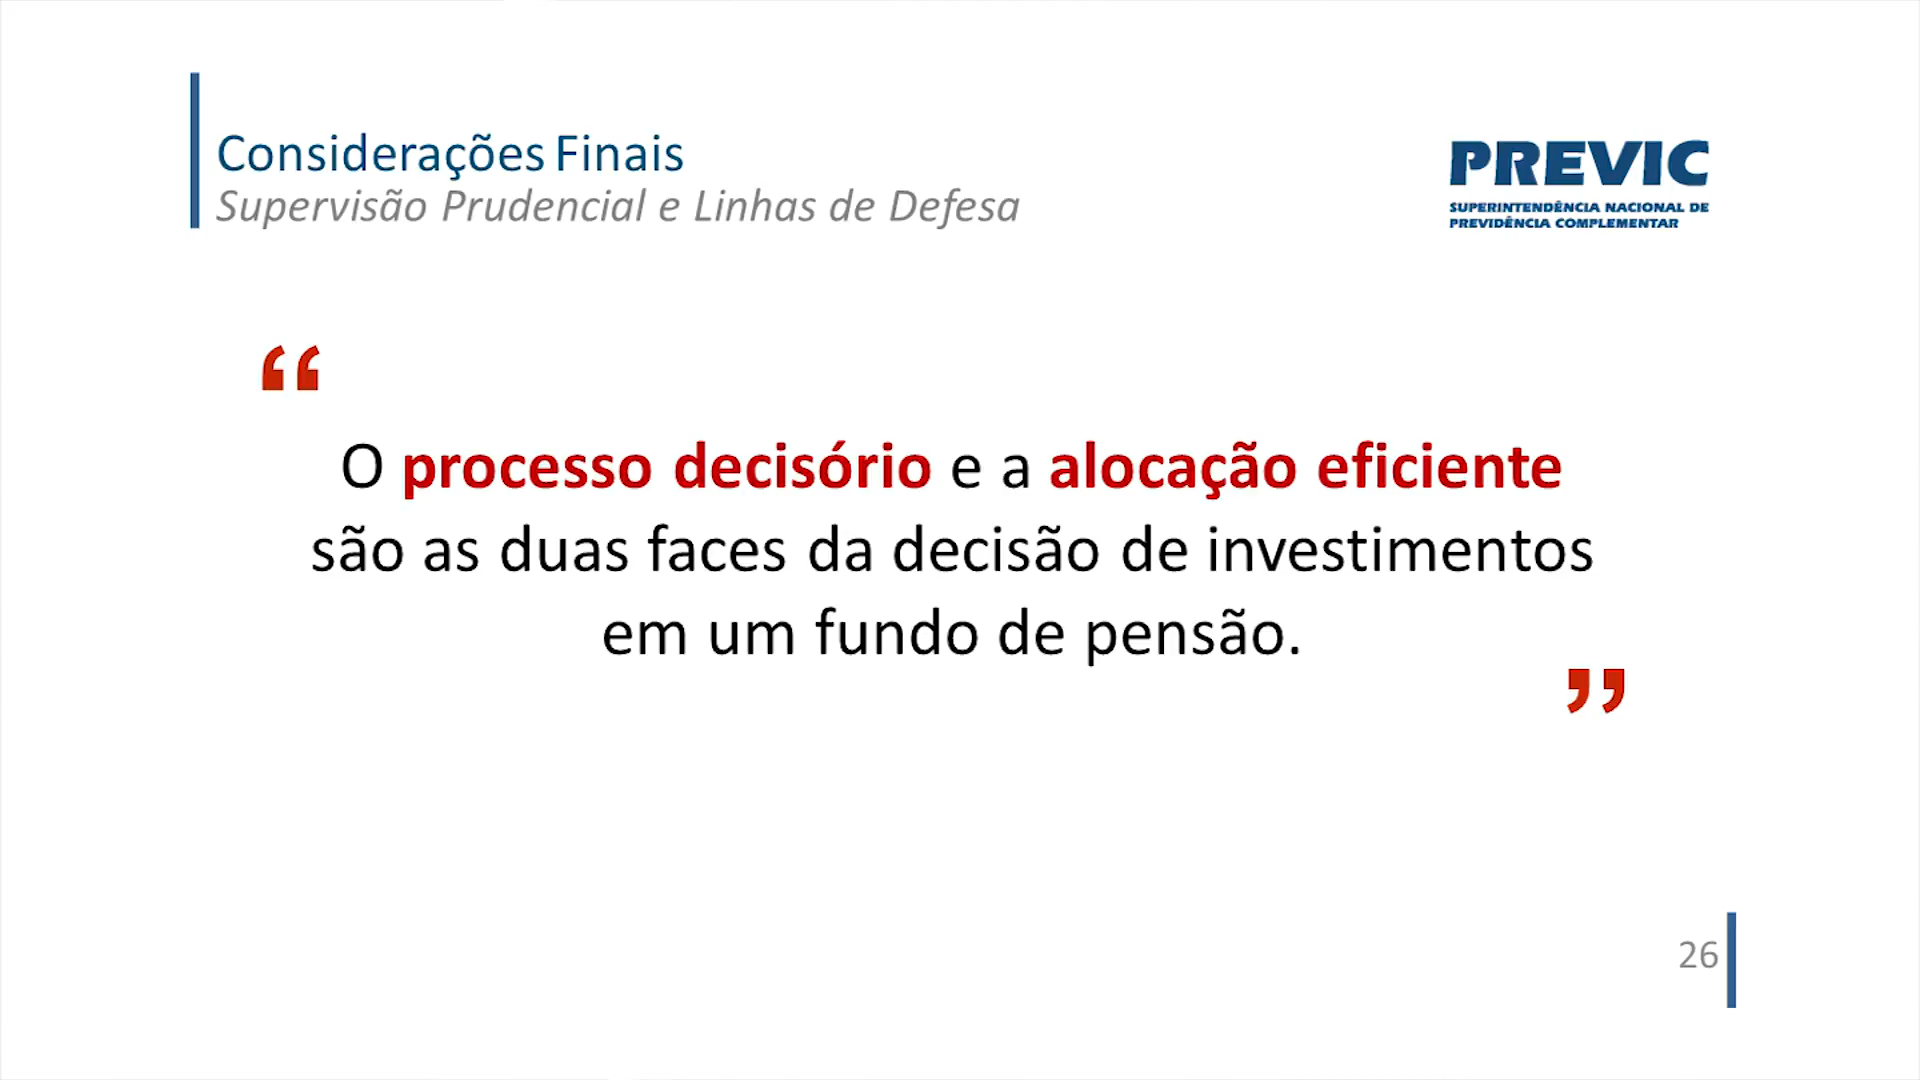 Considerações Finais
Supervisão Prudencial e Linhas de Defesa
PREVIC
SUPERINTENDÊNCIA NACIONAL DE
PREVIDÊNCIA COMPLEMENTAR
“
O processo decisório e a alocação eficiente
são as duas faces da decisão de investimentos
em um fundo de pensão.
”
26